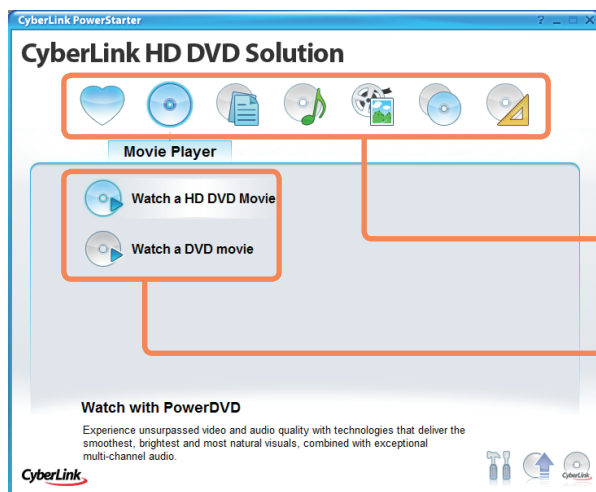 CyberLink PowerStarter
CyberLink HD DVD Solution
Movie Player
Watch a HD DVD Movie
Watch a DVD movie
Watch with PowerDVD
Experience unsurpassed video and audio quality with technologies that deliver the
smoothest, brightest and most natural visuals, combined with exceptional
multi-channel audio.
CyberLink
CyberLink